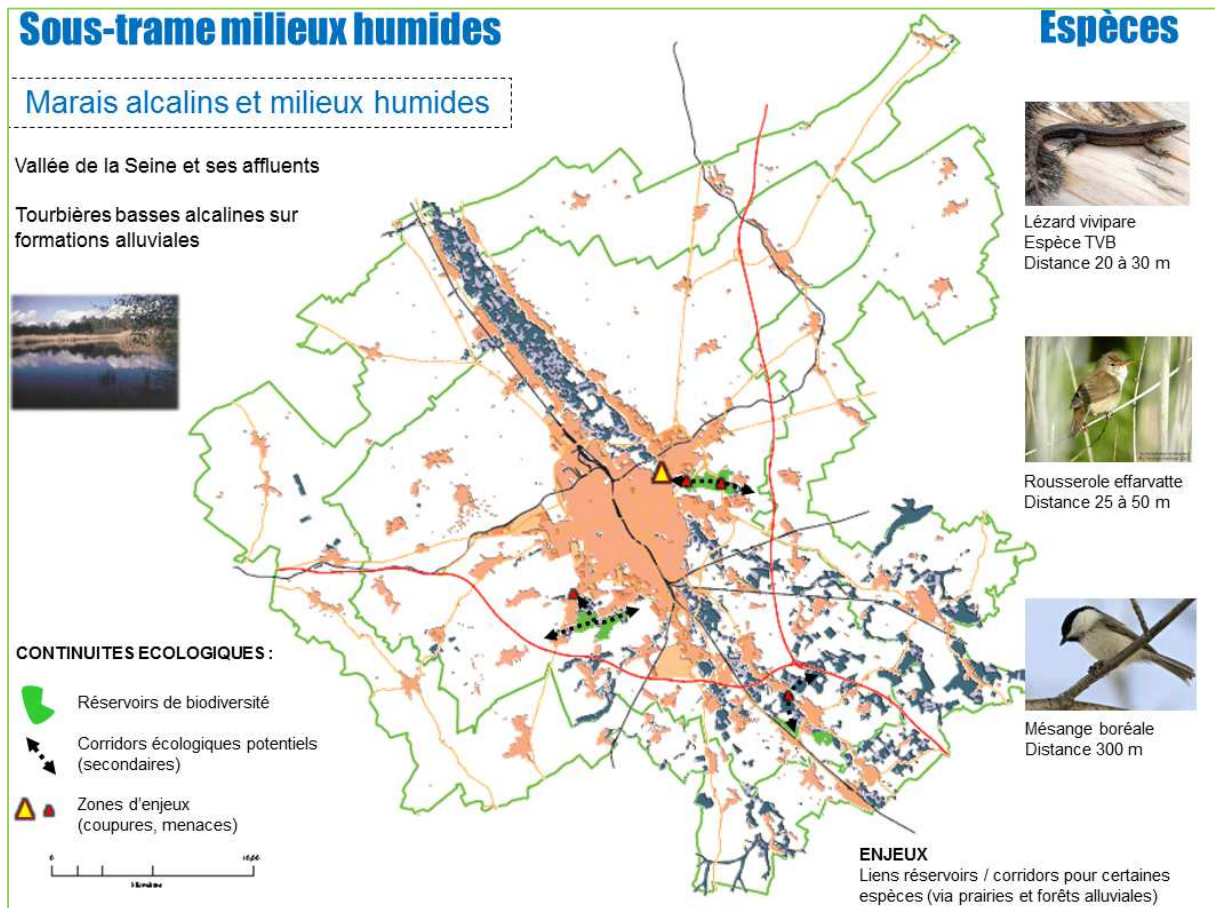 Sous-trame milieux humides
Marais alcalins et milieux humides
Vallée de la Seine et ses affluents
Tourbières basses alcalines sur
formations alluviales
CONTINUITES ECOLOGIQUES :
Réservoirs de biodiversité
Corridors écologiques potentiels
(secondaires)
Zones d'enjeux
(coupures, menaces)
0
Espèces
Lézard vivipare
Espèce TVB
Distance 20 à 30 m
Rousserole effarvatte
Distance 25 à 50 m
Mésange boréale
Distance 300 m
ENJEUX
Liens réservoirs / corridors pour certaines
espèces (via prairies et forêts alluviales)